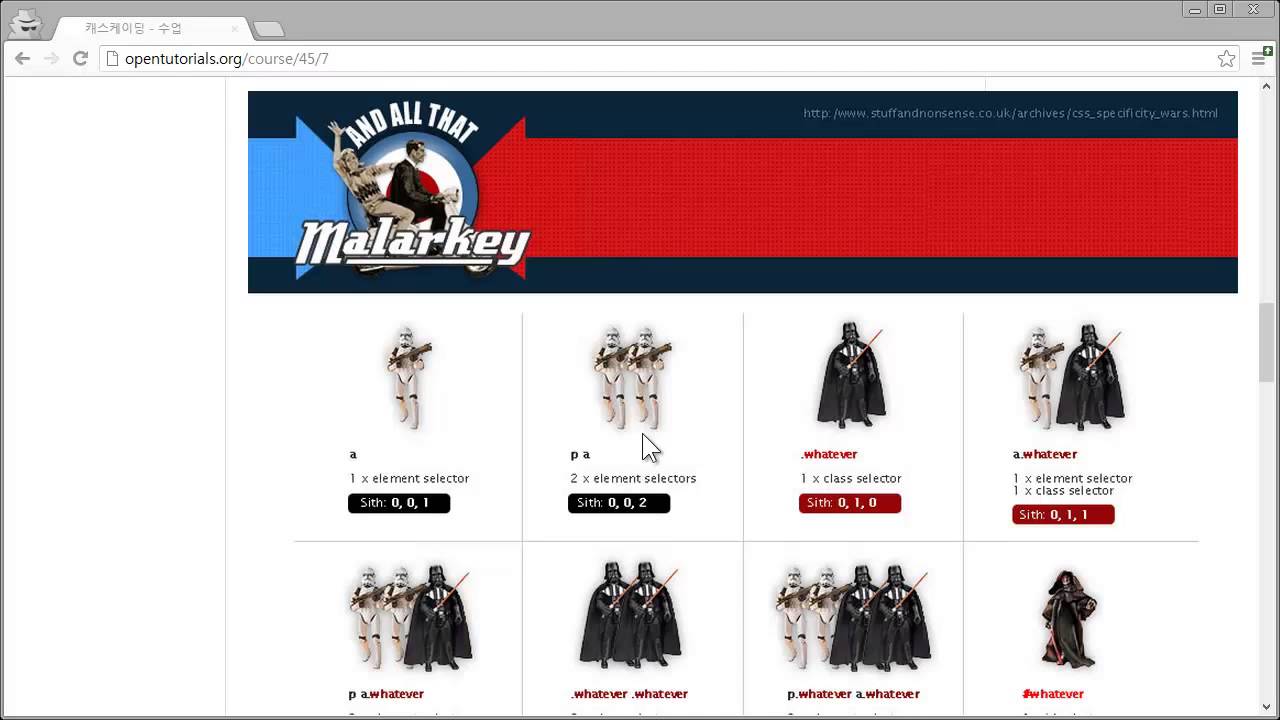 캐스케이딩 - 수업
opentutorials.org/course/45/7
http:/www.stuffandnonsense.co.uk/archives/css_specificity_wars.html
AND ALL THAT
Malarkey
a
1 x element selector
Sith: 0, 0, 1
p a
2 x element selectors
Sith: 0, 0, 2
.whatever
1 x class selector
Sith: 0, 1, 0
a.whatever
1 x element selector
1 x class selector
Sith: 0, 1, 1
p a.whatever
.whatever .whatever
p.whatever a.whatever
#whatever